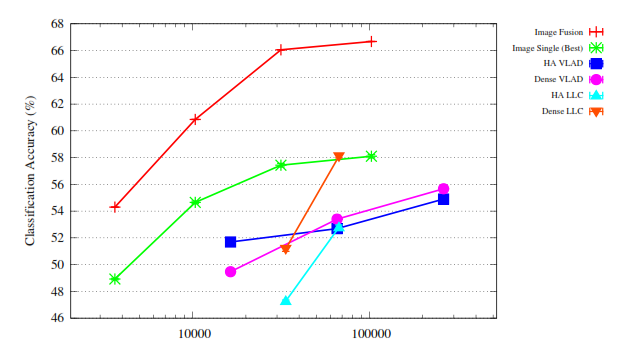 68
66
64
62
60
58
56
54
52
50
48
46
Classification Accuracy (%)
10000
100000
Image Fusion
Image Single (Best)
HA VLAD
Dense VLAD
HA LLC
Dense LLC